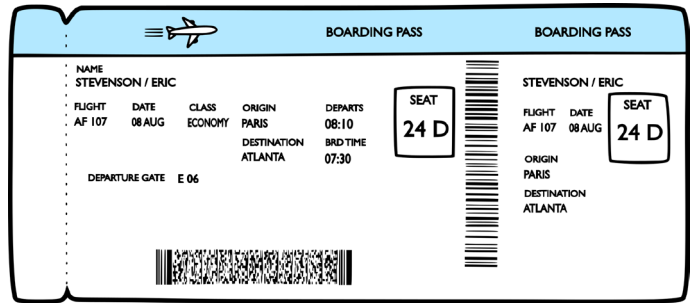 BOARDING PASS
NAME
STEVENSON / ERIC
FLIGHT DATE CLASS ORIGIN DEPARTS
AF 107 08 AUG ECONOMY PARIS 08:10
DESTINATION BRD TIME
ATLANTA 07:30
SEAT
24 D
DEPARTURE GATE E 06
BOARDING PASS
STEVENSON / ERIC
FLIGHT DATE
AF 107 08 AUG
SEAT
24 D
ORIGIN
PARIS
DESTINATION
ATLANTA